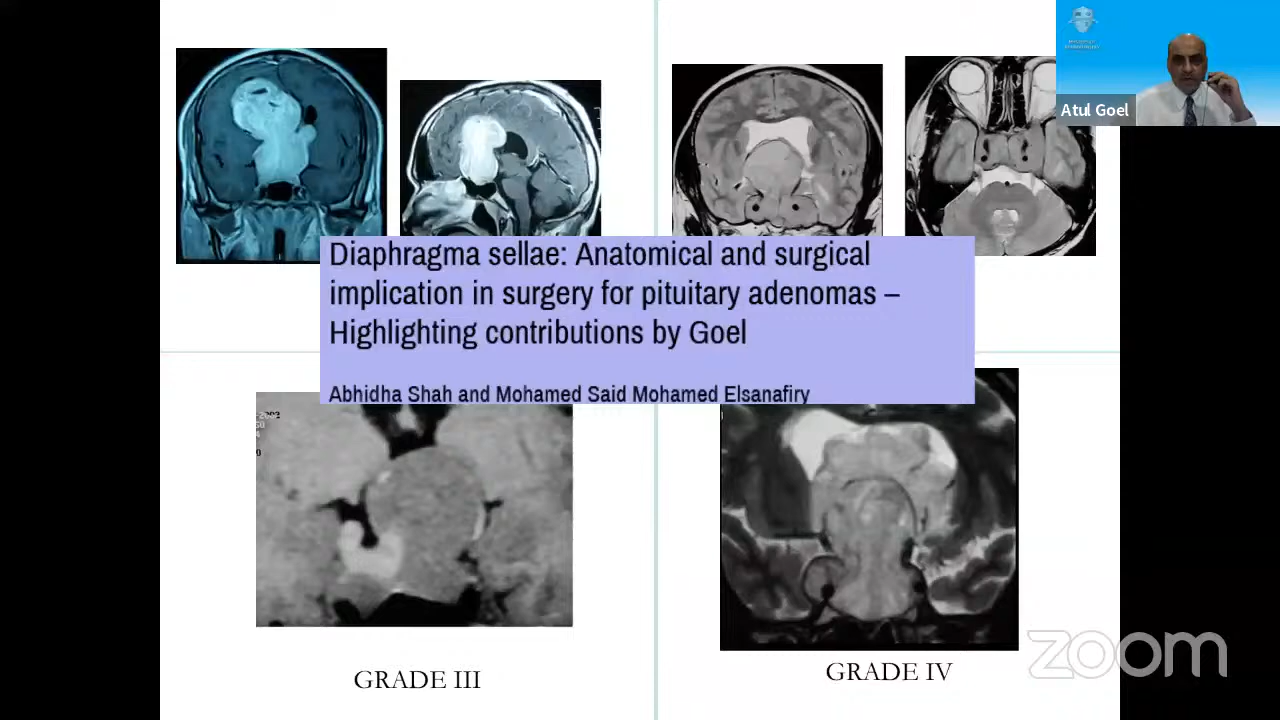 Atul Goel
Diaphragma sellae: Anatomical and surgical
implication in surgery for pituitary adenomas –
Highlighting contributions by Goel
Abhidha Shah and Mohamed Said Mohamed Elsanafiry
GRADE III
GRADE IV
zoom